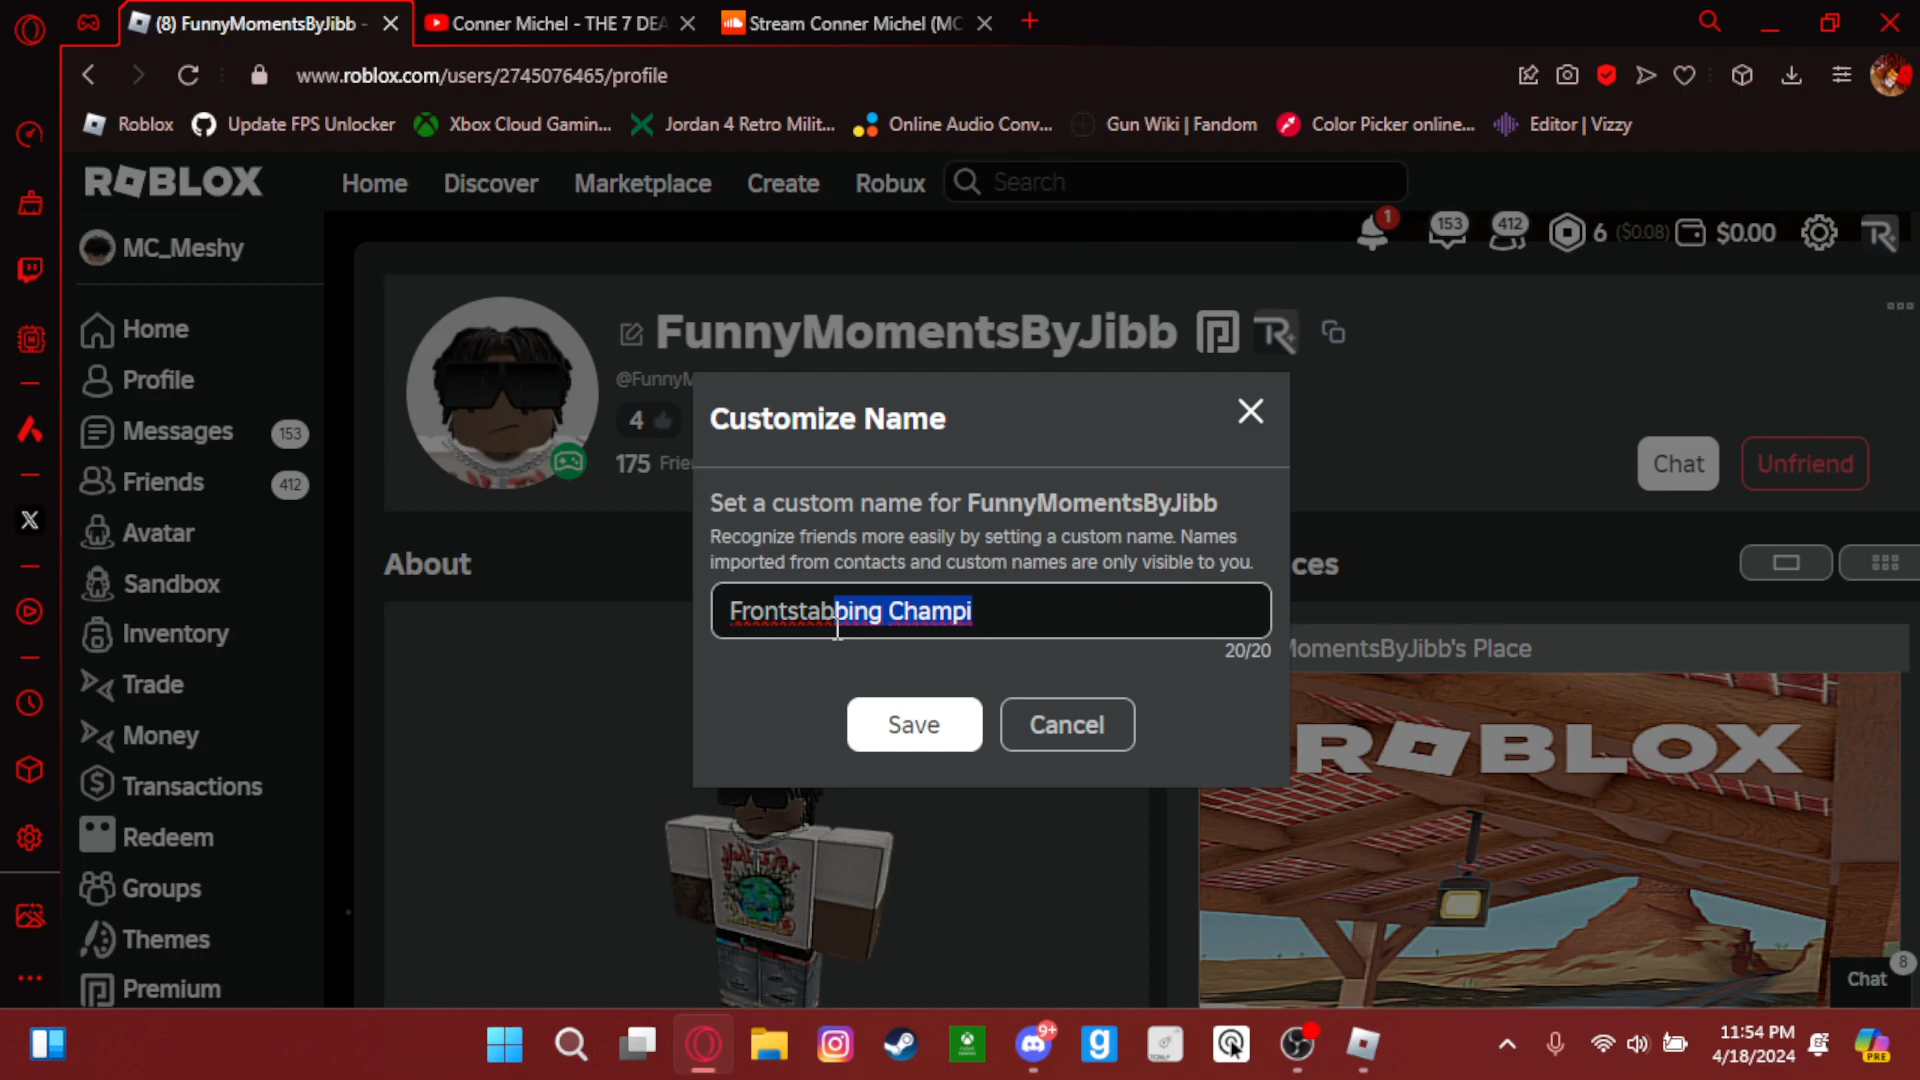 (8) FunnyMomentsByJibb -
Conner Michel - THE 7 DEA
Stream Conner Michel (MC
www.roblox.com/users/2745076465/profile
Roblox
Update FPS Unlocker
Xbox Cloud Gamin...
Jordan 4 Retro Milit...
Online Audio Conv...
Gun Wiki | Fandom
Color Picker online...
Editor | Vizzy
ROBLOX
Home
Discover
Marketplace
Create
Robux
Search
MC_Meshy
1
153
412
6 ($0.08)
$0.00
Home
Profile
Messages 153
Friends 412
Avatar
Sandbox
Inventory
Trade
Money
Transactions
Redeem
Groups
Themes
Premium
FunnyMomentsByJibb
@FunnyM
4
175 Frie
Chat
Unfriend
About
ces
omentsByJibb's Place
Customize Name
Set a custom name for FunnyMomentsByJibb
Recognize friends more easily by setting a custom name. Names
imported from contacts and custom names are only visible to you.
Frontstabbing Champi
20/20
Save
Cancel
ROBLOX
Chat 8
9+
11:54 PM
4/18/2024
PRE